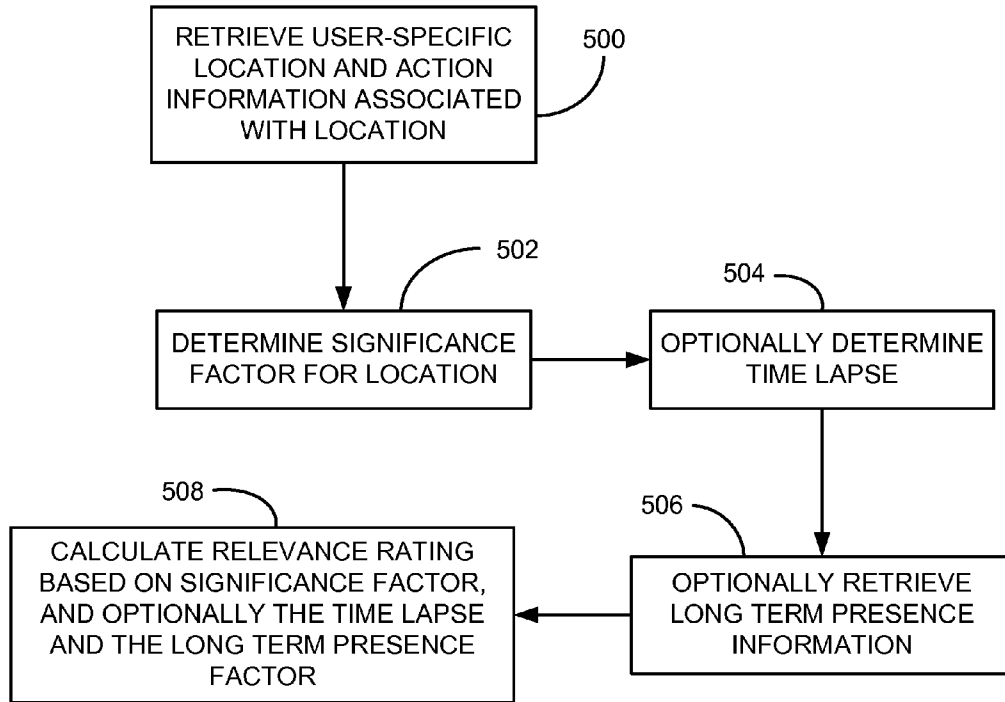 RETRIEVE USER-SPECIFIC
LOCATION AND ACTION
INFORMATION ASSOCIATED
WITH LOCATION
500
502
DETERMINE SIGNIFICANCE
FACTOR FOR LOCATION
504
OPTIONALLY DETERMINE
TIME LAPSE
506
OPTIONALLY RETRIEVE
LONG TERM PRESENCE
INFORMATION
508
CALCULATE RELEVANCE RATING
BASED ON SIGNIFICANCE FACTOR,
AND OPTIONALLY THE TIME LAPSE
AND THE LONG TERM PRESENCE
FACTOR